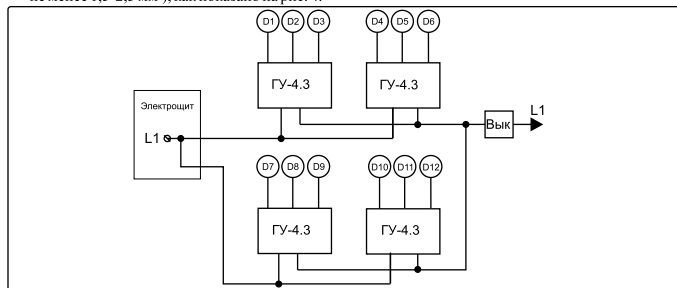 D1 D2 D3 D4 D5 D6
ГУ-4.3 ГУ-4.3
Электрощит
L1
Вык
L1
D7 D8 D9 D10 D11 D12
ГУ-4.3 ГУ-4.3